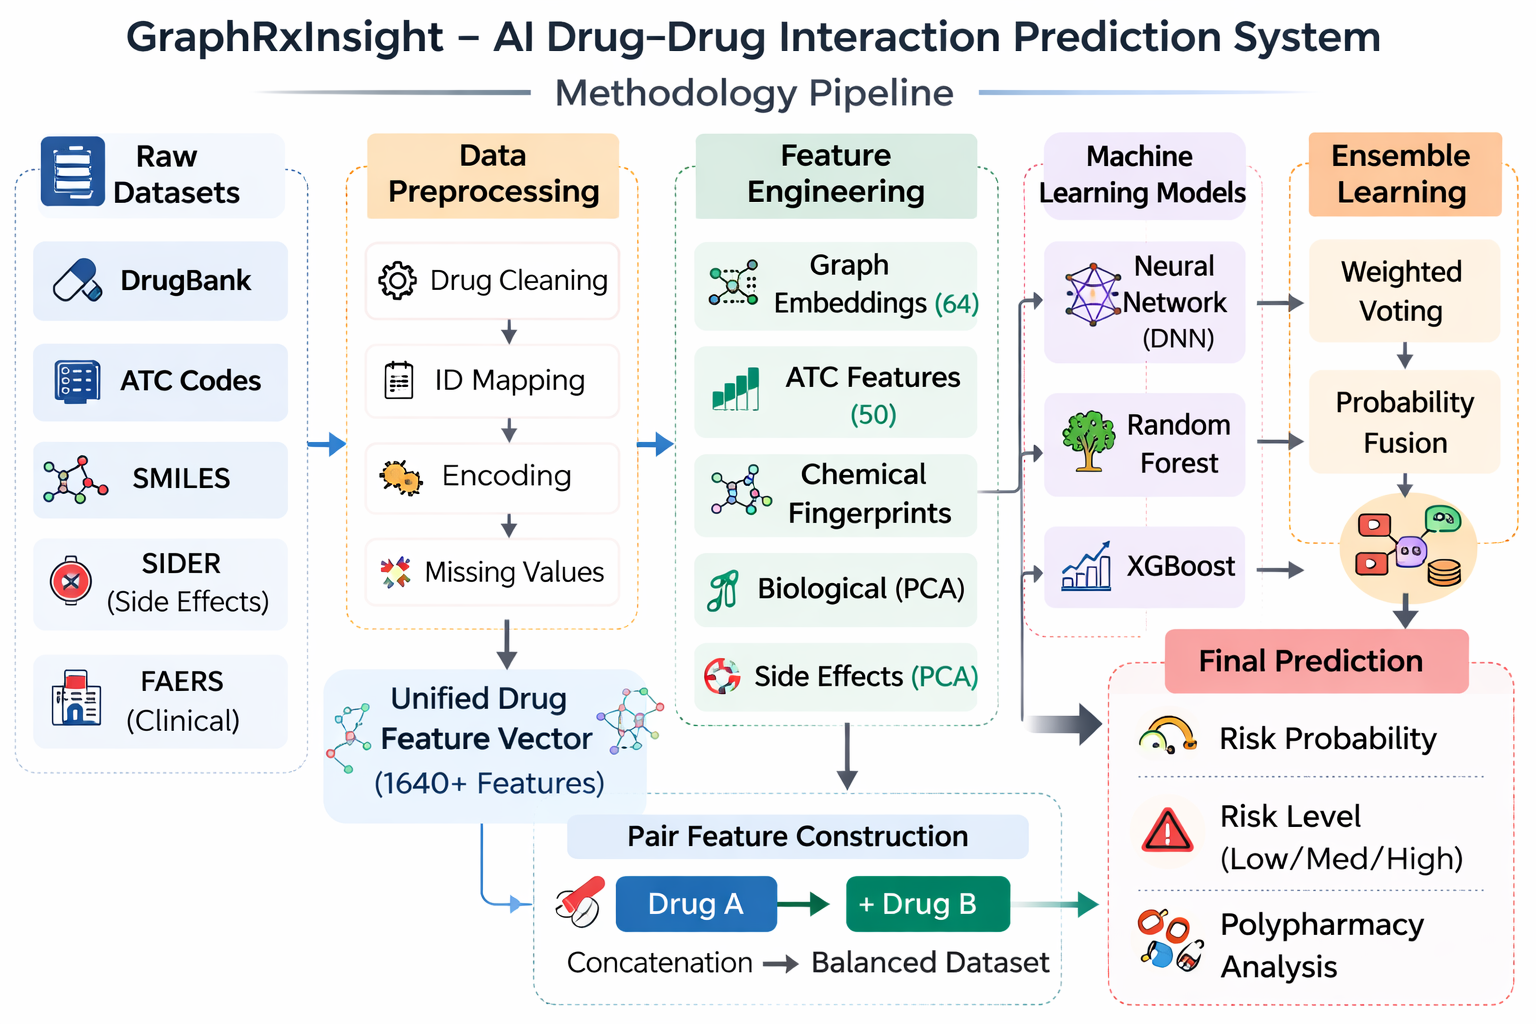 GraphRxInsight – AI Drug–Drug Interaction Prediction System
Methodology Pipeline
Raw
Datasets
DrugBank
ATC Codes
SMILES
SIDER
(Side Effects)
FAERS
(Clinical)
Data
Preprocessing
Drug Cleaning
ID Mapping
Encoding
Missing Values
Unified Drug
Feature Vector
(1640+ Features)
Feature
Engineering
Graph
Embeddings (64)
ATC Features
(50)
Chemical
Fingerprints
Biological (PCA)
Side Effects (PCA)
Pair Feature Construction
Drug A
+ Drug B
Concatenation → Balanced Dataset
Machine
Learning Models
Neural
Network
(DNN)
Random
Forest
XGBoost
Ensemble
Learning
Weighted
Voting
Probability
Fusion
Final Prediction
Risk Probability
Risk Level
(Low/Med/High)
Polypharmacy
Analysis